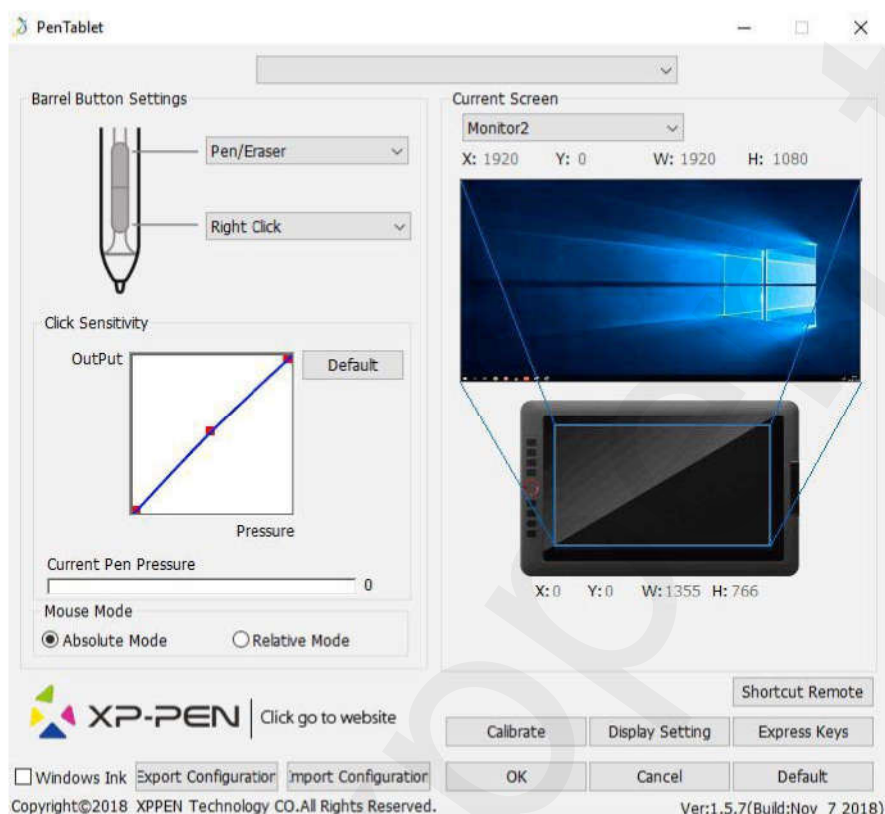 PenTablet
Barrel Button Settings
Pen/Eraser
Right Click
Click Sensitivity
OutPut
Default
Pressure
Current Pen Pressure
0
Mouse Mode
Absolute Mode Relative Mode
Current Screen
Monitor2
X: 1920 Y: 0 W: 1920 H: 1080
X: 0 Y: 0 W: 1355 H: 766
XP-PEN Click go to website
Shortcut Remote
Calibrate Display Setting Express Keys
Windows Ink Export Configuration Import Configuration OK Cancel Default
Copyright©2018 XPPEN Technology CO.All Rights Reserved. Ver:1.5.7(Build:Nov 7 2018)